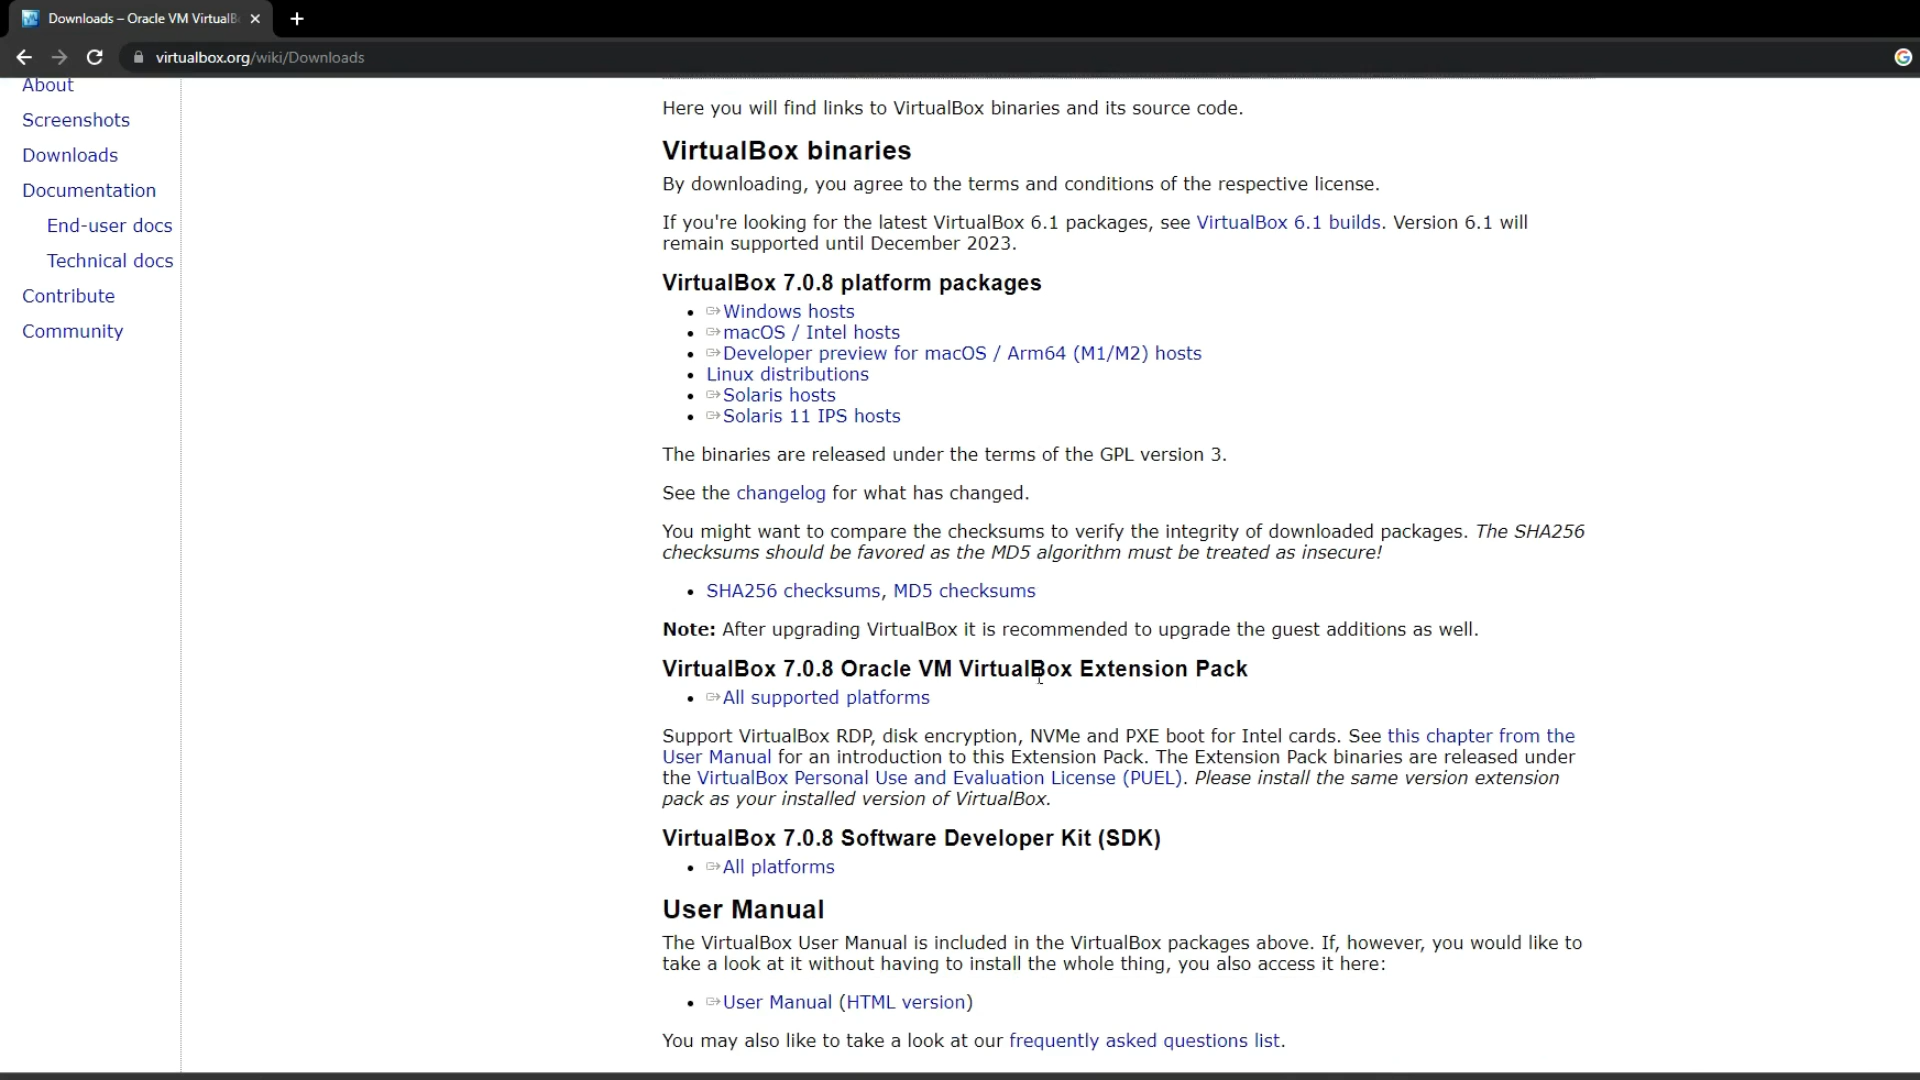 Downloads – Oracle VM VirtualB
virtualbox.org/wiki/Downloads
About
Screenshots
Downloads
Documentation
End-user docs
Technical docs
Contribute
Community
Here you will find links to VirtualBox binaries and its source code.
VirtualBox binaries
By downloading, you agree to the terms and conditions of the respective license.
If you're looking for the latest VirtualBox 6.1 packages, see VirtualBox 6.1 builds. Version 6.1 will
remain supported until December 2023.
VirtualBox 7.0.8 platform packages
• Windows hosts
• macOS / Intel hosts
• Developer preview for macOS / Arm64 (M1/M2) hosts
• Linux distributions
• Solaris hosts
• Solaris 11 IPS hosts
The binaries are released under the terms of the GPL version 3.
See the changelog for what has changed.
You might want to compare the checksums to verify the integrity of downloaded packages. The SHA256
checksums should be favored as the MD5 algorithm must be treated as insecure!
• SHA256 checksums, MD5 checksums
Note: After upgrading VirtualBox it is recommended to upgrade the guest additions as well.
VirtualBox 7.0.8 Oracle VM VirtualBox Extension Pack
• All supported platforms
Support VirtualBox RDP, disk encryption, NVMe and PXE boot for Intel cards. See this chapter from the
User Manual for an introduction to this Extension Pack. The Extension Pack binaries are released under
the VirtualBox Personal Use and Evaluation License (PUEL). Please install the same version extension
pack as your installed version of VirtualBox.
VirtualBox 7.0.8 Software Developer Kit (SDK)
• All platforms
User Manual
The VirtualBox User Manual is included in the VirtualBox packages above. If, however, you would like to
take a look at it without having to install the whole thing, you also access it here:
• User Manual (HTML version)
You may also like to take a look at our frequently asked questions list.